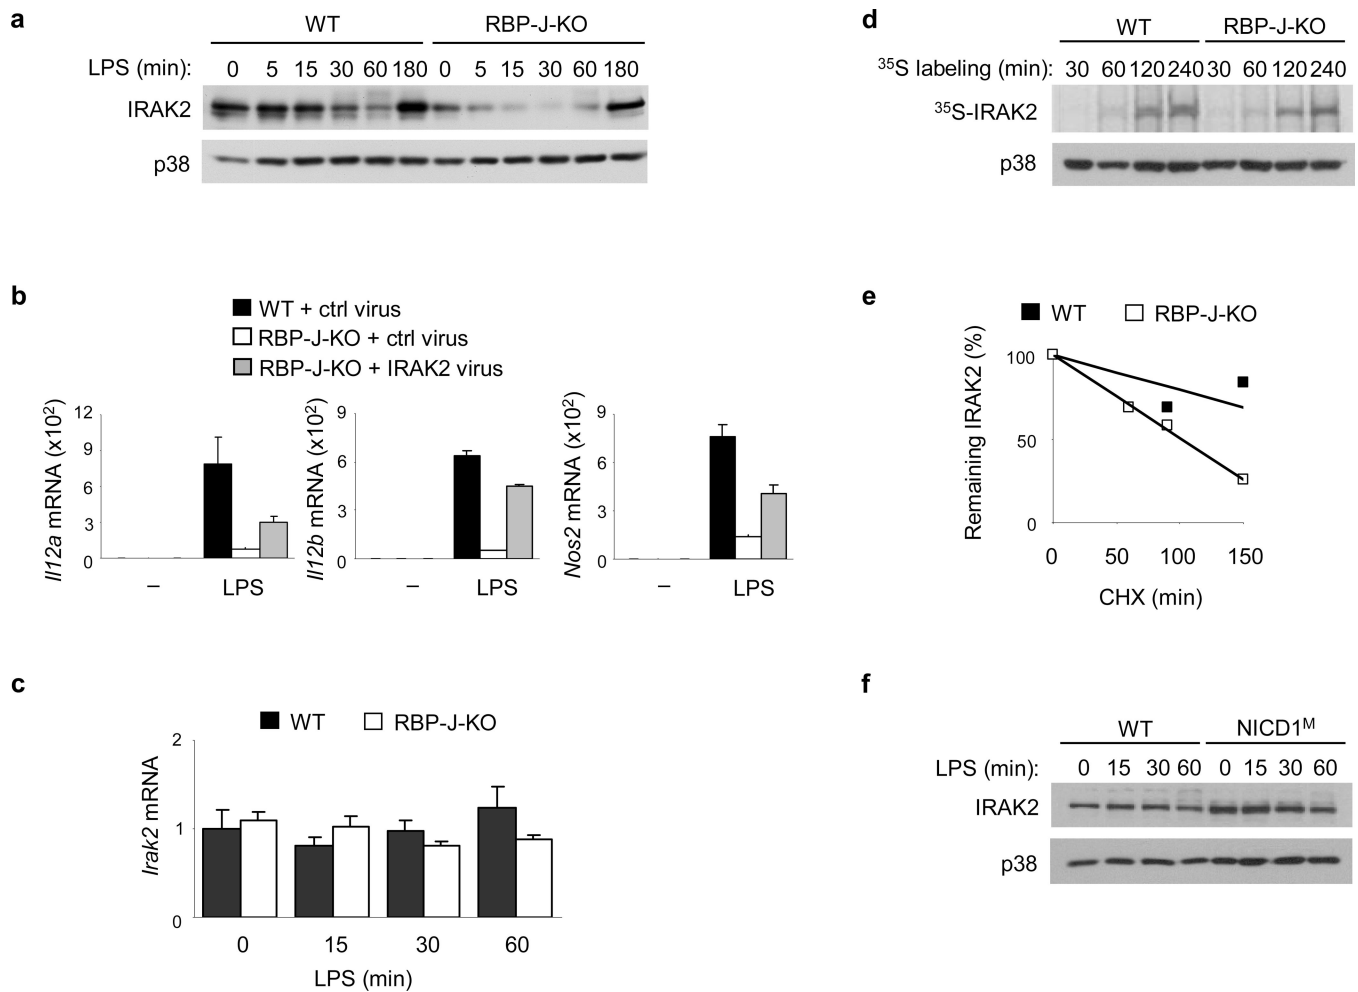 a
WT RBP-J-KO
LPS (min): 0 5 15 30 60 180 0 5 15 30 60 180
IRAK2
p38
d
WT RBP-J-KO
³⁵S labeling (min): 30 60 120 240 30 60 120 240
³⁵S-IRAK2
p38
b
WT + ctrl virus
RBP-J-KO + ctrl virus
RBP-J-KO + IRAK2 virus
Il12a mRNA (x10²)
12
9
6
3
0
– LPS
Il12b mRNA (x10²)
9
6
3
0
– LPS
Nos2 mRNA (x10²)
9
6
3
0
– LPS
e
WT RBP-J-KO
Remaining IRAK2 (%)
100
50
0
0 50 100 150
CHX (min)
c
WT RBP-J-KO
Irak2 mRNA
2
1
0
0 15 30 60
LPS (min)
f
WT NICD1ᴹ
LPS (min): 0 15 30 60 0 15 30 60
IRAK2
p38